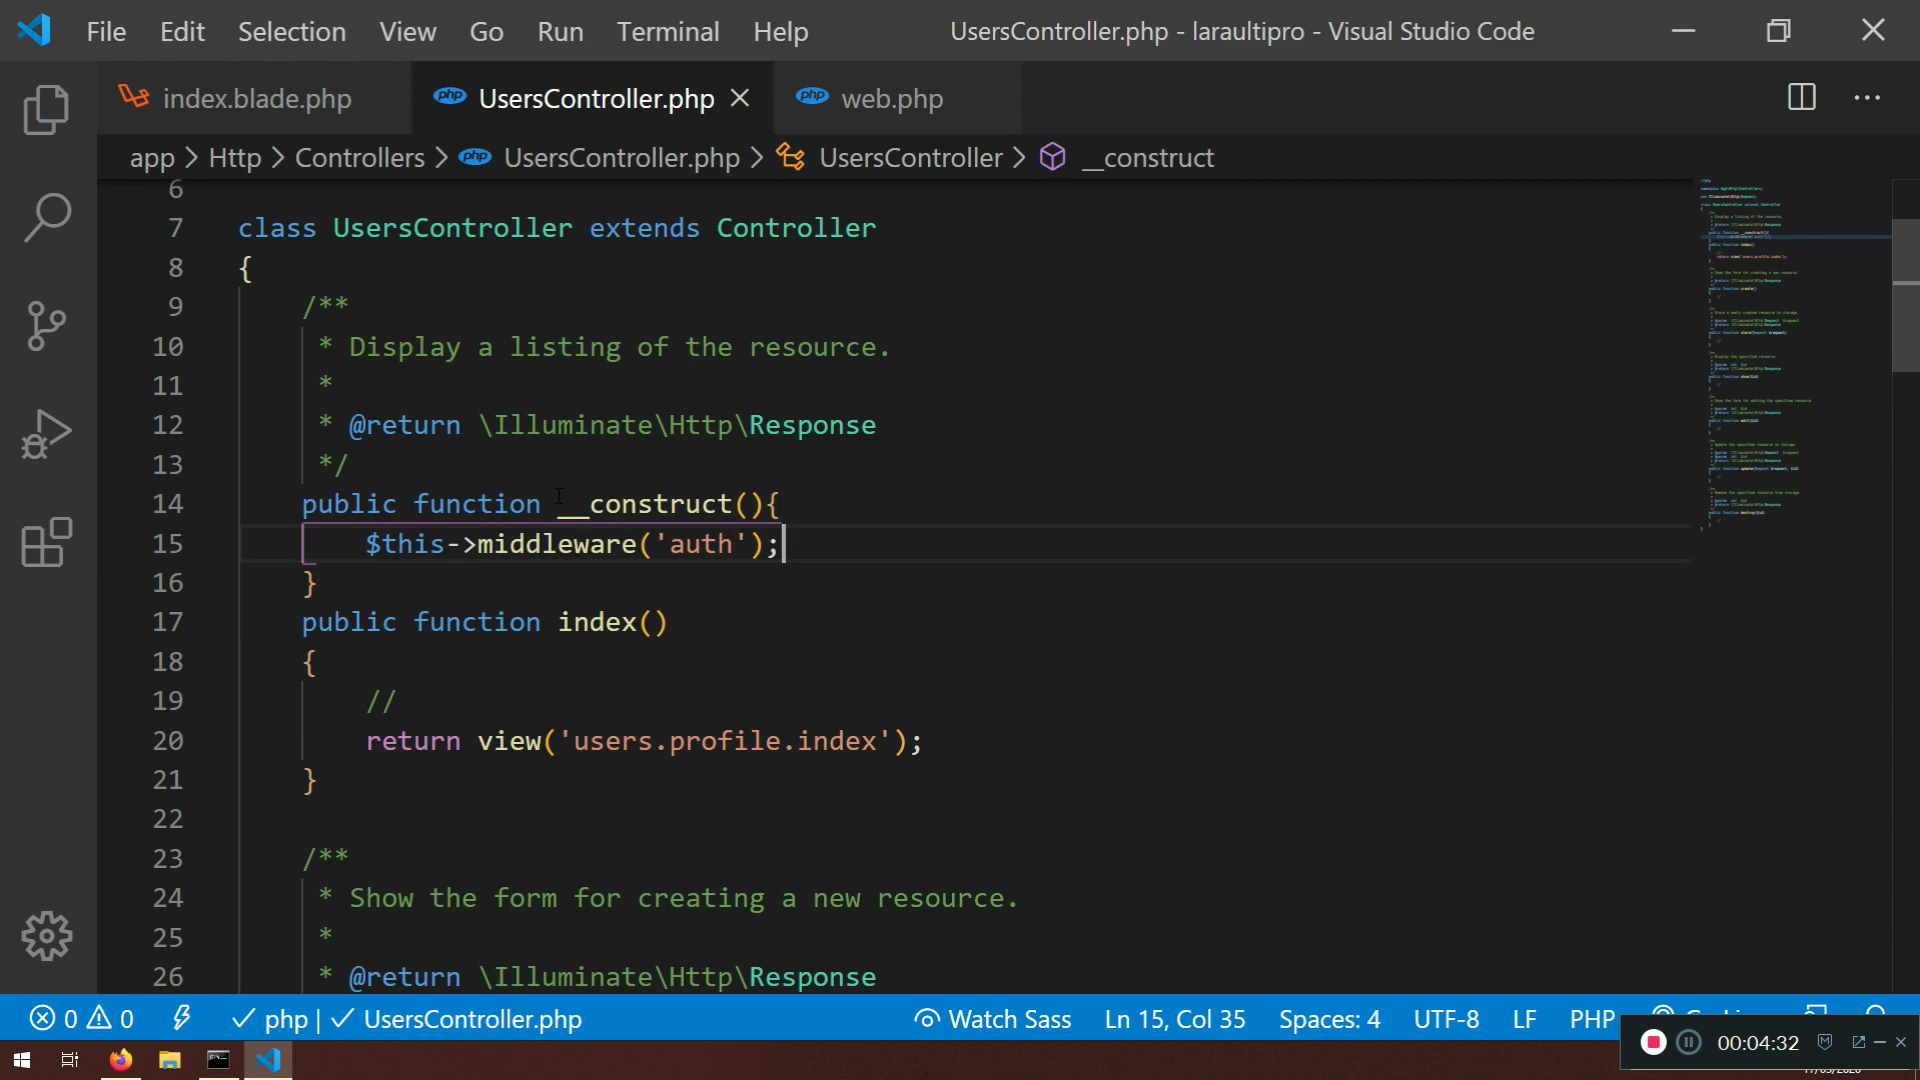 File Edit Selection View Go Run Terminal Help UsersController.php - laraultipro - Visual Studio Code
index.blade.php php UsersController.php php web.php
app > Http > Controllers > php UsersController.php > UsersController > __construct
6
7 class UsersController extends Controller
8 {
9 /**
10 * Display a listing of the resource.
11 *
12 * @return \Illuminate\Http\Response
13 */
14 public function __construct(){
15 $this->middleware('auth');
16 }
17 public function index()
18 {
19 //
20 return view('users.profile.index');
21 }
22
23 /**
24 * Show the form for creating a new resource.
25 *
26 * @return \Illuminate\Http\Response
0 0 php | UsersController.php Watch Sass Ln 15, Col 35 Spaces: 4 UTF-8 LF PHP
00:04:32